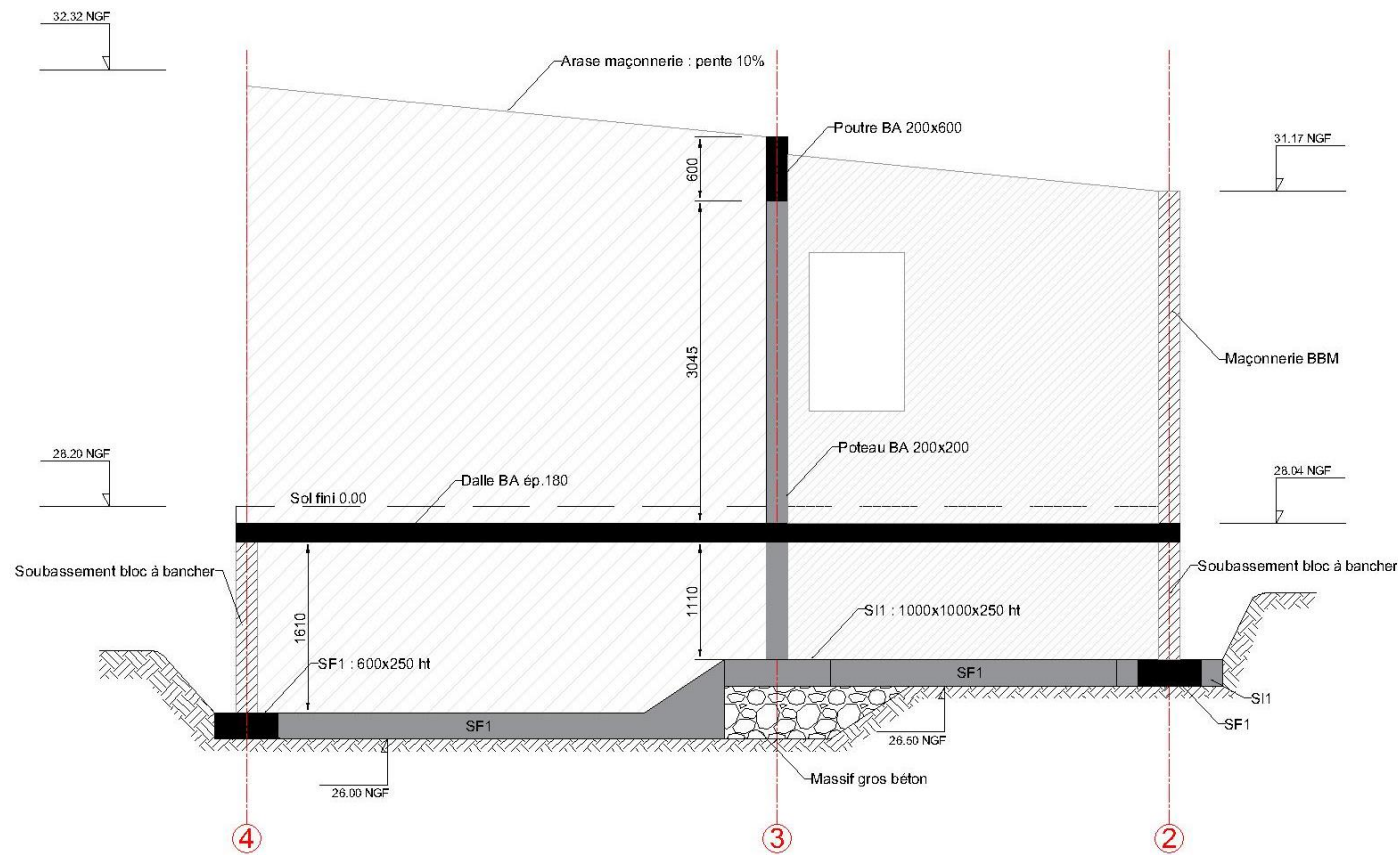 32.32 NGF
Arase maçonnerie : pente 10%
Poutre BA 200x600
31.17 NGF
600
3045
Maçonnerie BBM
Poteau BA 200x200
28.20 NGF
Dalle BA ép.180
28.04 NGF
Sol fini 0.00
Soubassement bloc à bancher
Soubassement bloc à bancher
1610
1110
SI1 : 1000x1000x250 ht
SF1 : 600x250 ht
SF1
SI1
SF1
SF1
26.50 NGF
Massif gros béton
26.00 NGF
4
3
2